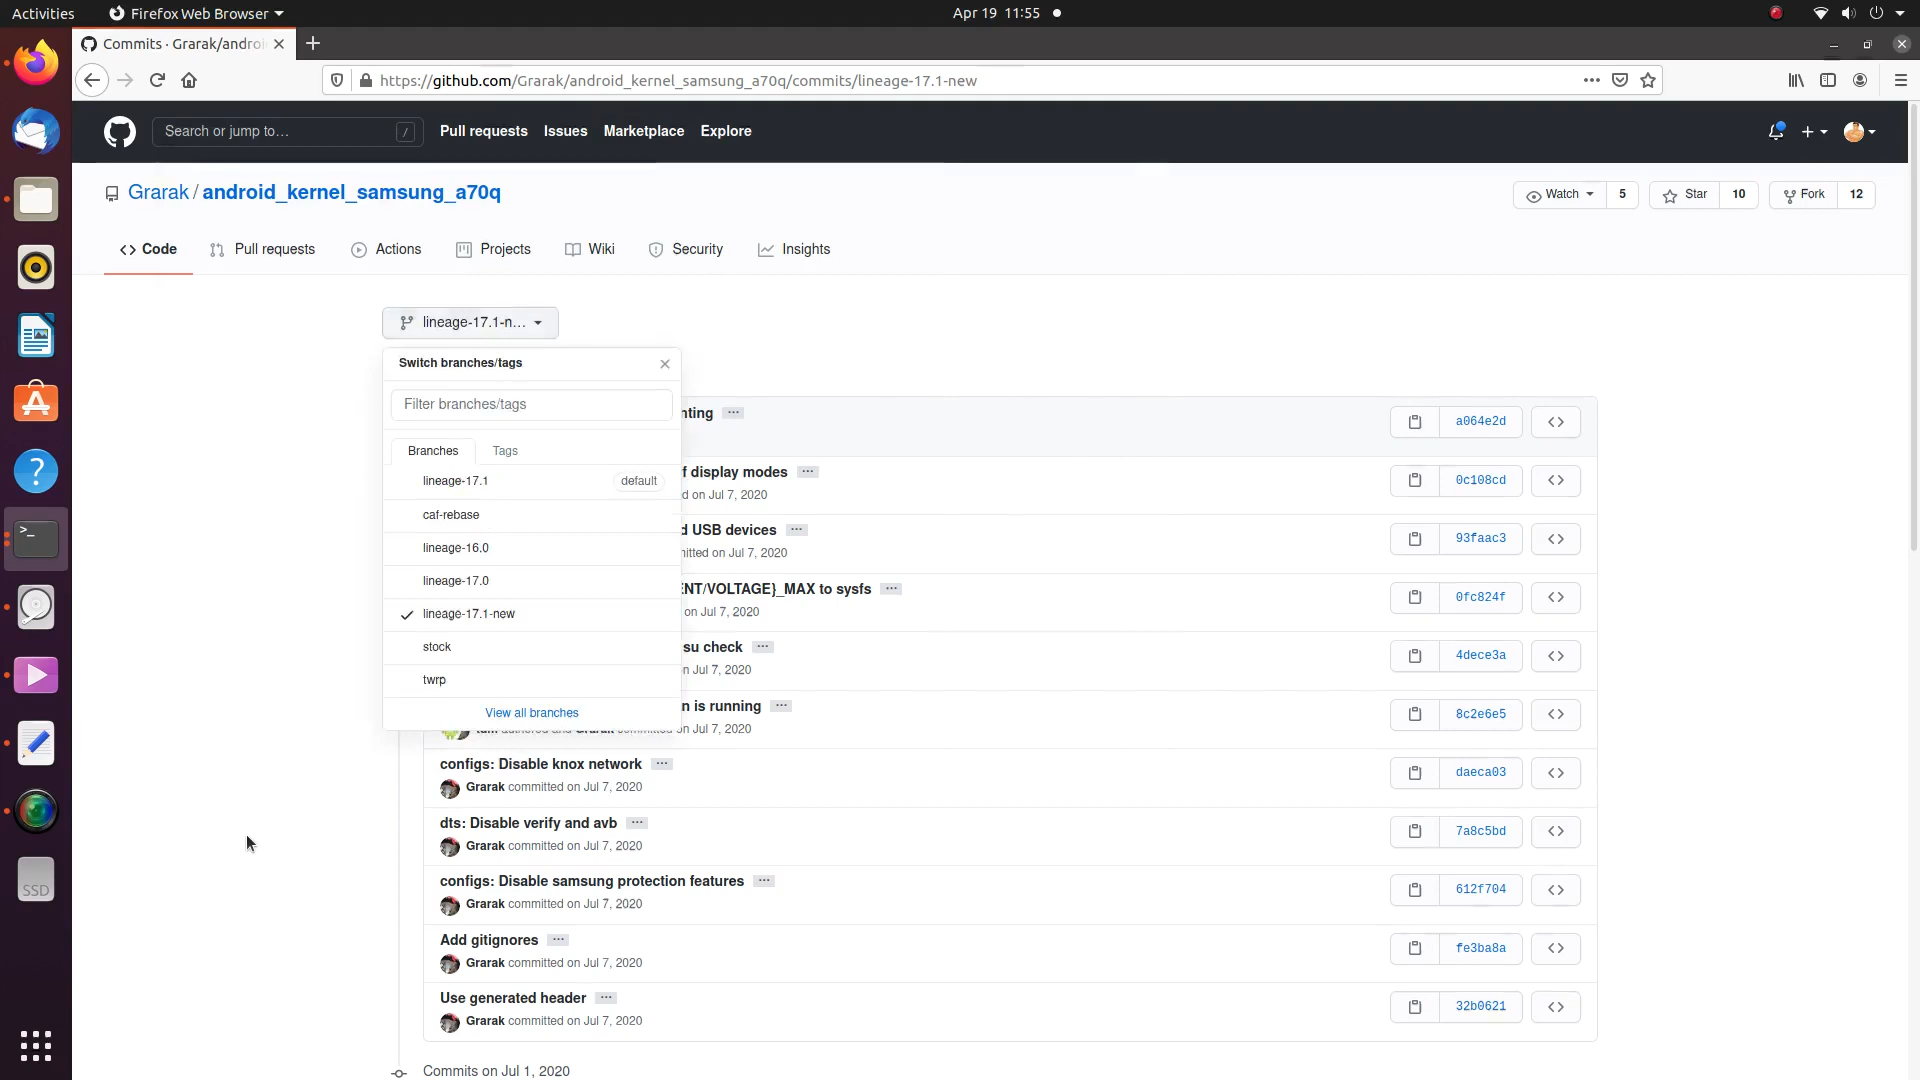 Activities
Firefox Web Browser
Apr 19 11:55
Commits · Grarak/androi
https://github.com/Grarak/android_kernel_samsung_a70q/commits/lineage-17.1-new
Search or jump to…
/
Pull requests
Issues
Marketplace
Explore
Grarak / android_kernel_samsung_a70q
Watch
5
Star
10
Fork
12
Code
Pull requests
Actions
Projects
Wiki
Security
Insights
lineage-17.1-n…
Switch branches/tags
Filter branches/tags
Branches
Tags
lineage-17.1
default
caf-rebase
lineage-16.0
lineage-17.0
lineage-17.1-new
stock
twrp
View all branches
nting
a064e2d
f display modes
d on Jul 7, 2020
0c108cd
d USB devices
itted on Jul 7, 2020
93faac3
ENT/VOLTAGE}_MAX to sysfs
on Jul 7, 2020
0fc824f
su check
n Jul 7, 2020
4dece3a
n is running
authored and Grarak committed on Jul 7, 2020
8c2e6e5
configs: Disable knox network
Grarak committed on Jul 7, 2020
daeca03
dts: Disable verify and avb
Grarak committed on Jul 7, 2020
7a8c5bd
configs: Disable samsung protection features
Grarak committed on Jul 7, 2020
612f704
Add gitignores
Grarak committed on Jul 7, 2020
fe3ba8a
Use generated header
Grarak committed on Jul 7, 2020
32b0621
Commits on Jul 1, 2020
SSD